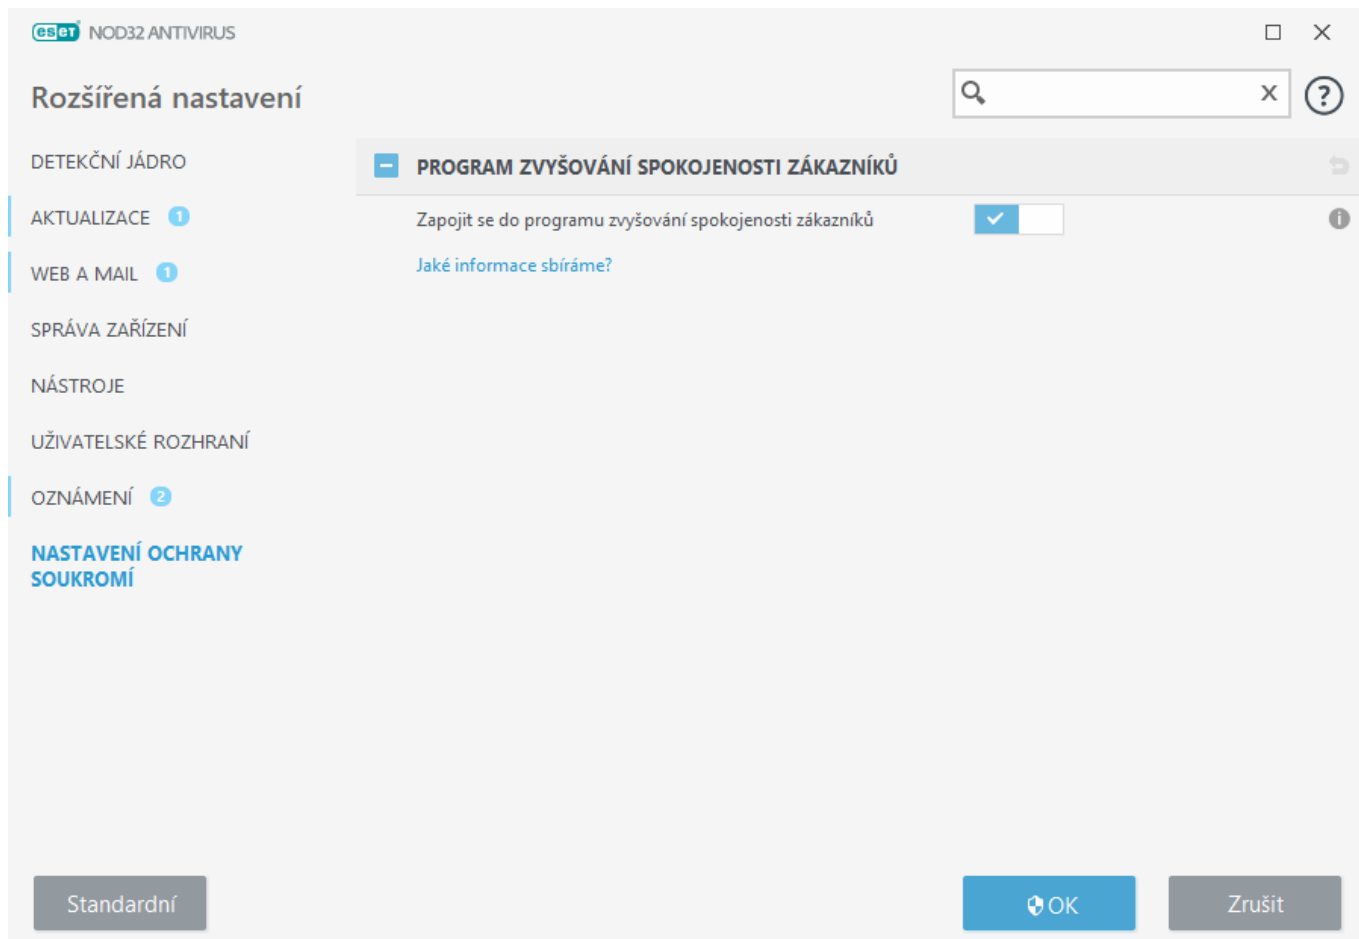 eset NOD32 ANTIVIRUS
Rozšířená nastavení
x
?
DETEKČNÍ JÁDRO
AKTUALIZACE 1
WEB A MAIL 1
SPRÁVA ZAŘÍZENÍ
NÁSTROJE
UŽIVATELSKÉ ROZHRANÍ
OZNÁMENÍ 2
NASTAVENÍ OCHRANY
SOUKROMÍ
PROGRAM ZVYŠOVÁNÍ SPOKOJENOSTI ZÁKAZNÍKŮ
Zapojit se do programu zvyšování spokojenosti zákazníků
i
Jaké informace sbíráme?
Standardní
OK
Zrušit